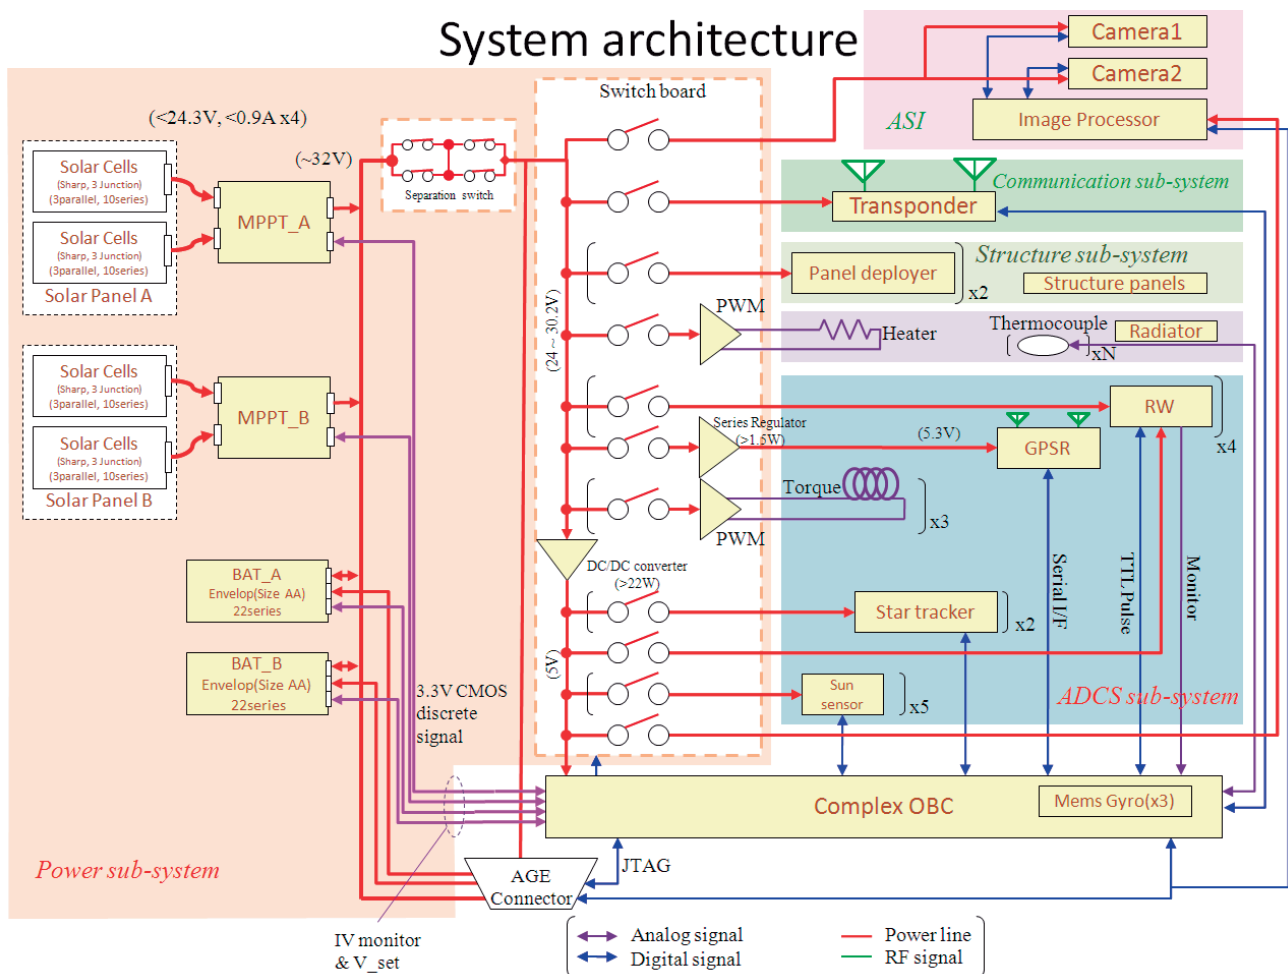 System architecture
Camera1
Camera2
Image Processor
ASI
Switch board
(<24.3V, <0.9A x4)
(~32V)
Separation switch
Solar Cells
(Sharp, 3 Junction)
(3parallel, 10series)
Solar Cells
(Sharp, 3 Junction)
(3parallel, 10series)
Solar Panel A
MPPT_A
Communication sub-system
Transponder
Structure sub-system
Panel deployer
x2
Structure panels
(24 ~ 30.2V)
PWM
Heater
Thermocouple
xN
Radiator
Solar Cells
(Sharp, 3 Junction)
(3parallel, 10series)
Solar Cells
(Sharp, 3 Junction)
(3parallel, 10series)
Solar Panel B
MPPT_B
RW
x4
Series Regulator
(>1.5W)
(5.3V)
GPSR
Torque
x3
PWM
DC/DC converter
(>22W)
BAT_A
Envelop(Size AA)
22series
BAT_B
Envelop(Size AA)
22series
Star tracker
x2
Serial I/F
TTL Pulse
Monitor
(5V)
Sun
sensor
x5
ADCS sub-system
3.3V CMOS
discrete
signal
Complex OBC
Mems Gyro(x3)
Power sub-system
JTAG
AGE
Connector
IV monitor
& V_set
Analog signal
Digital signal
Power line
RF signal